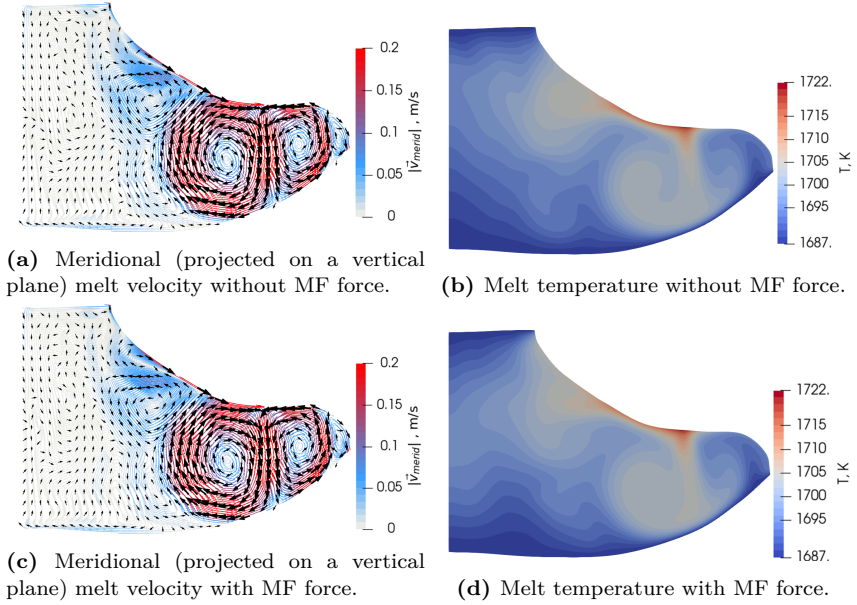 0.2
0.15
0.1
0.05
0
|v⃗merid| , m/s
1722.
1715
1710
1705
1700
1695
1687.
T, K
(a) Meridional (projected on a vertical
plane) melt velocity without MF force.
(b) Melt temperature without MF force.
0.2
0.15
0.1
0.05
0
|v⃗merid| , m/s
1722.
1715
1710
1705
1700
1695
1687.
T, K
(c) Meridional (projected on a vertical
plane) melt velocity with MF force.
(d) Melt temperature with MF force.